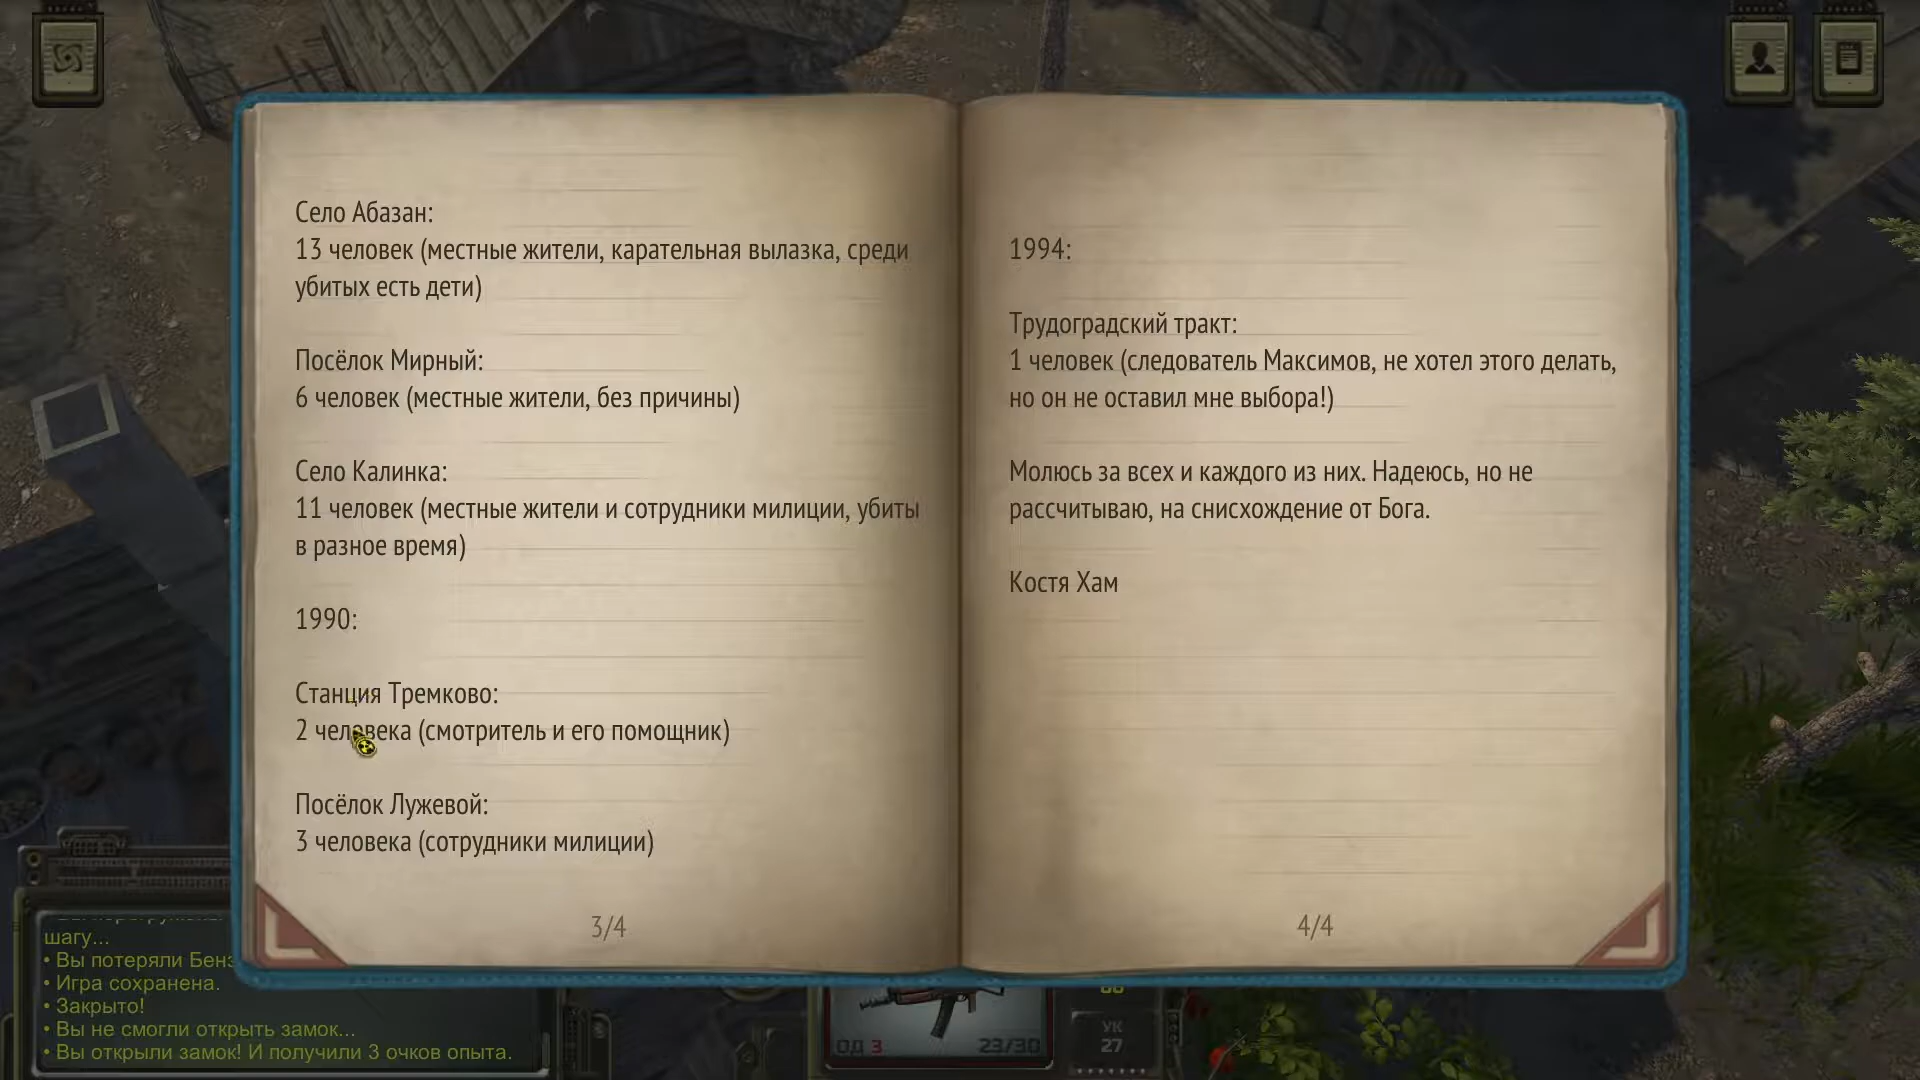 Село Абазан:
13 человек (местные жители, карательная вылазка, среди
убитых есть дети)
Посёлок Мирный:
6 человек (местные жители, без причины)
Село Калинка:
11 человек (местные жители и сотрудники милиции, убиты
в разное время)
1990:
Станция Тремково:
2 человека (смотритель и его помощник)
Посёлок Лужевой:
3 человека (сотрудники милиции)
3/4
1994:
Трудоградский тракт:
1 человек (следователь Максимов, не хотел этого делать,
но он не оставил мне выбора!)
Молюсь за всех и каждого из них. Надеюсь, но не
рассчитываю, на снисхождение от Бога.
Костя Хам
4/4
шагу...
• Вы потеряли Бенз
• Игра сохранена.
• Закрыто!
• Вы не смогли открыть замок...
• Вы открыли замок! И получили 3 очков опыта.
ОД 3 23/30
УК
27